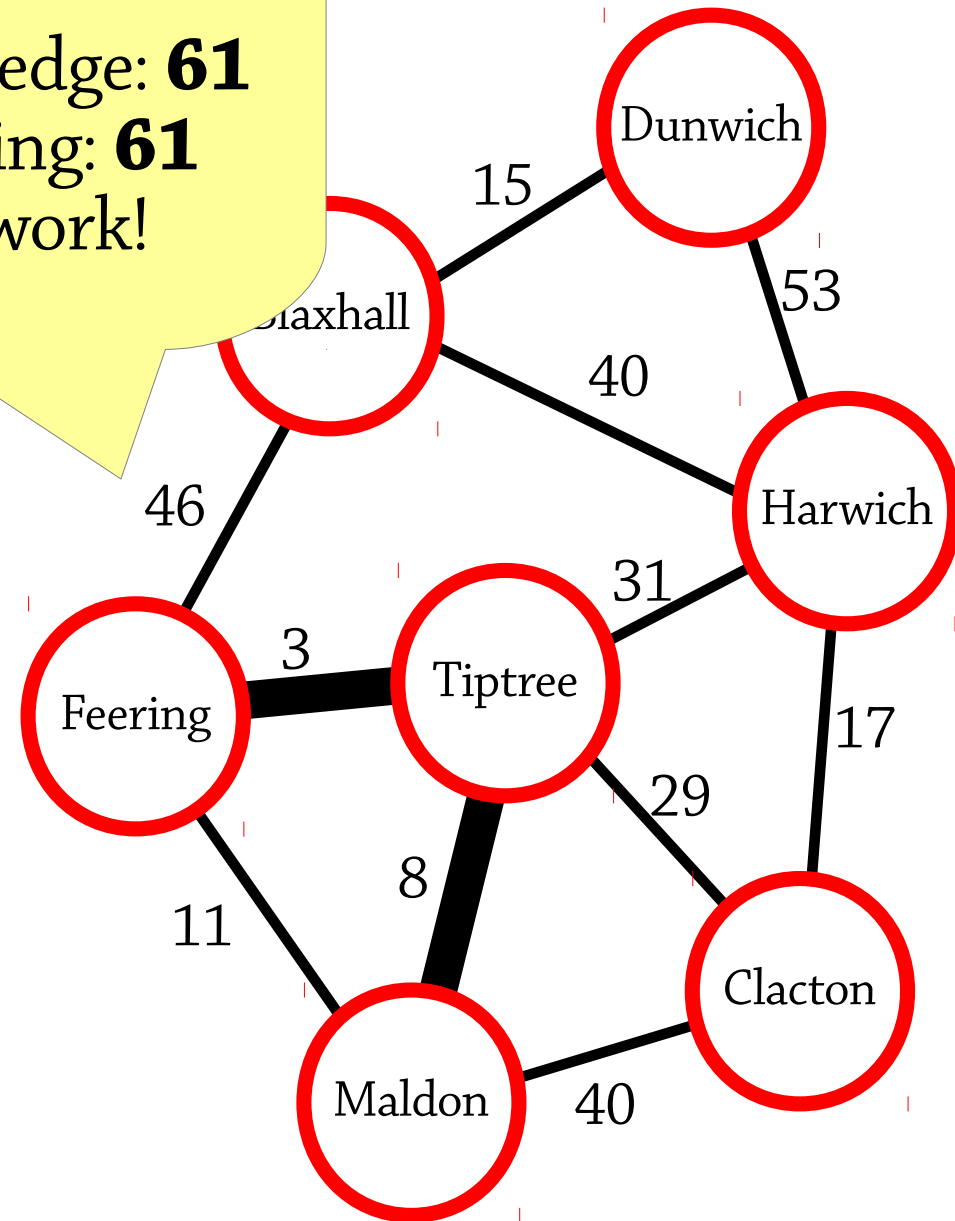 edge: 61
ing: 61
work!
Dunwich
15
53
Blaxhall
40
Harwich
46
31
3
Tiptree
Feering
17
29
8
11
Clacton
Maldon
40